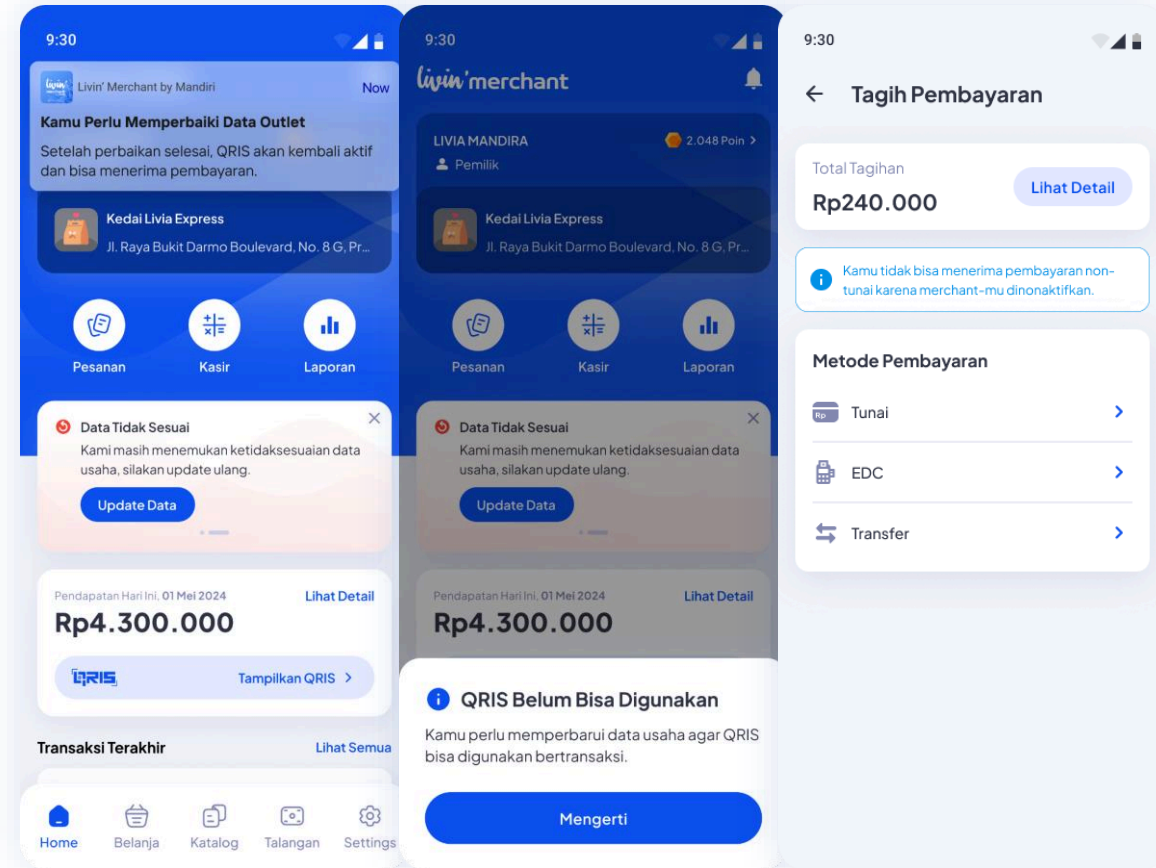 9:30
livin'
Livin' Merchant by Mandiri
Now
Kamu Perlu Memperbaiki Data Outlet
Setelah perbaikan selesai, QRIS akan kembali aktif
dan bisa menerima pembayaran.
Kedai Livia Express
Jl. Raya Bukit Darmo Boulevard, No. 8 G, Pr...
Pesanan
Kasir
Laporan
Data Tidak Sesuai
Kami masih menemukan ketidaksesuaian data
usaha, silakan update ulang.
Update Data
Pendapatan Hari Ini, 01 Mei 2024
Lihat Detail
Rp4.300.000
QRIS
Tampilkan QRIS
Transaksi Terakhir
Lihat Semua
Home
Belanja
Katalog
Talangan
Settings
9:30
livin'merchant
LIVIA MANDIRA
2.048 Poin
Pemilik
Kedai Livia Express
Jl. Raya Bukit Darmo Boulevard, No. 8 G, Pr...
Pesanan
Kasir
Laporan
Data Tidak Sesuai
Kami masih menemukan ketidaksesuaian data
usaha, silakan update ulang.
Update Data
Pendapatan Hari Ini, 01 Mei 2024
Lihat Detail
Rp4.300.000
QRIS Belum Bisa Digunakan
Kamu perlu memperbarui data usaha agar QRIS
bisa digunakan bertransaksi.
Mengerti
9:30
Tagih Pembayaran
Total Tagihan
Rp240.000
Lihat Detail
Kamu tidak bisa menerima pembayaran non-
tunai karena merchant-mu dinonaktifkan.
Metode Pembayaran
Rp
Tunai
EDC
Transfer